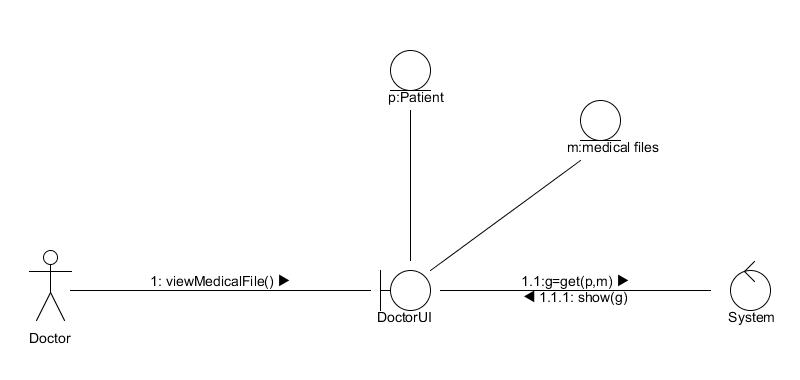 p:Patient
m:medical files
1: viewMedicalFile()
1.1:g=get(p,m)
1.1.1: show(g)
DoctorUI
System
Doctor